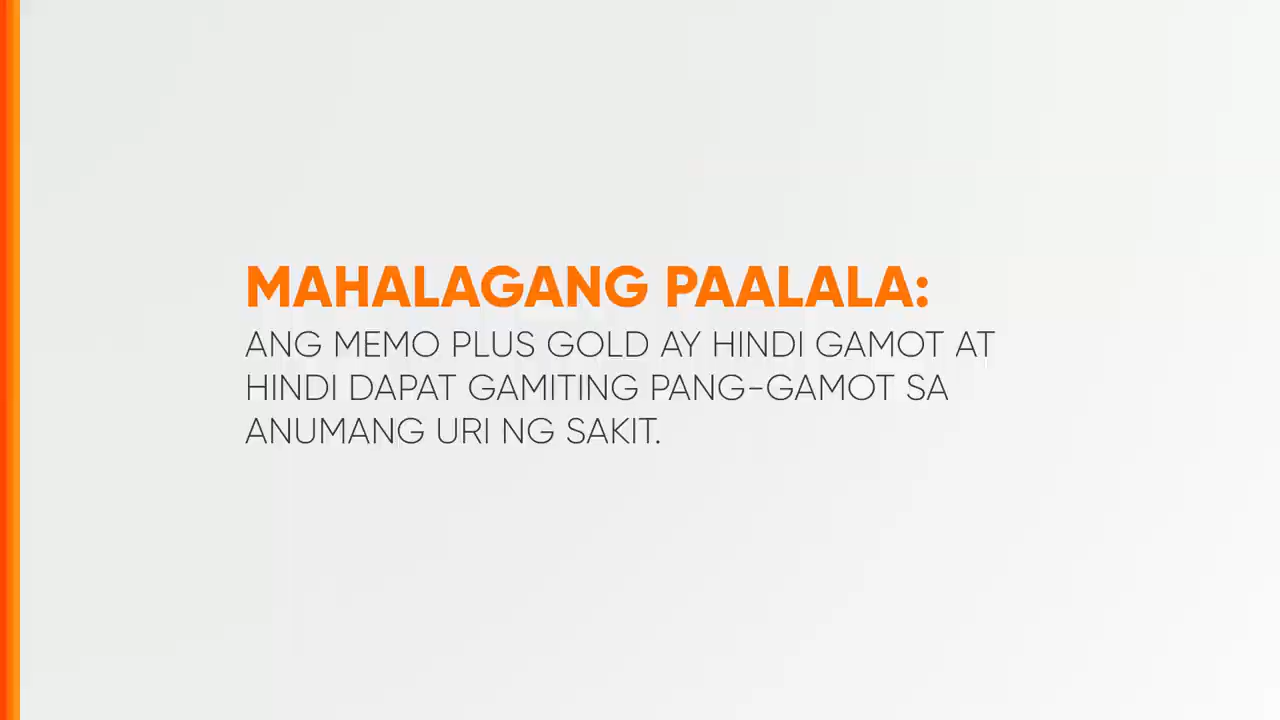 MAHALAGANG PAALALA:
ANG MEMO PLUS GOLD AY HINDI GAMOT AT
HINDI DAPAT GAMITING PANG-GAMOT SA
ANUMANG URI NG SAKIT.